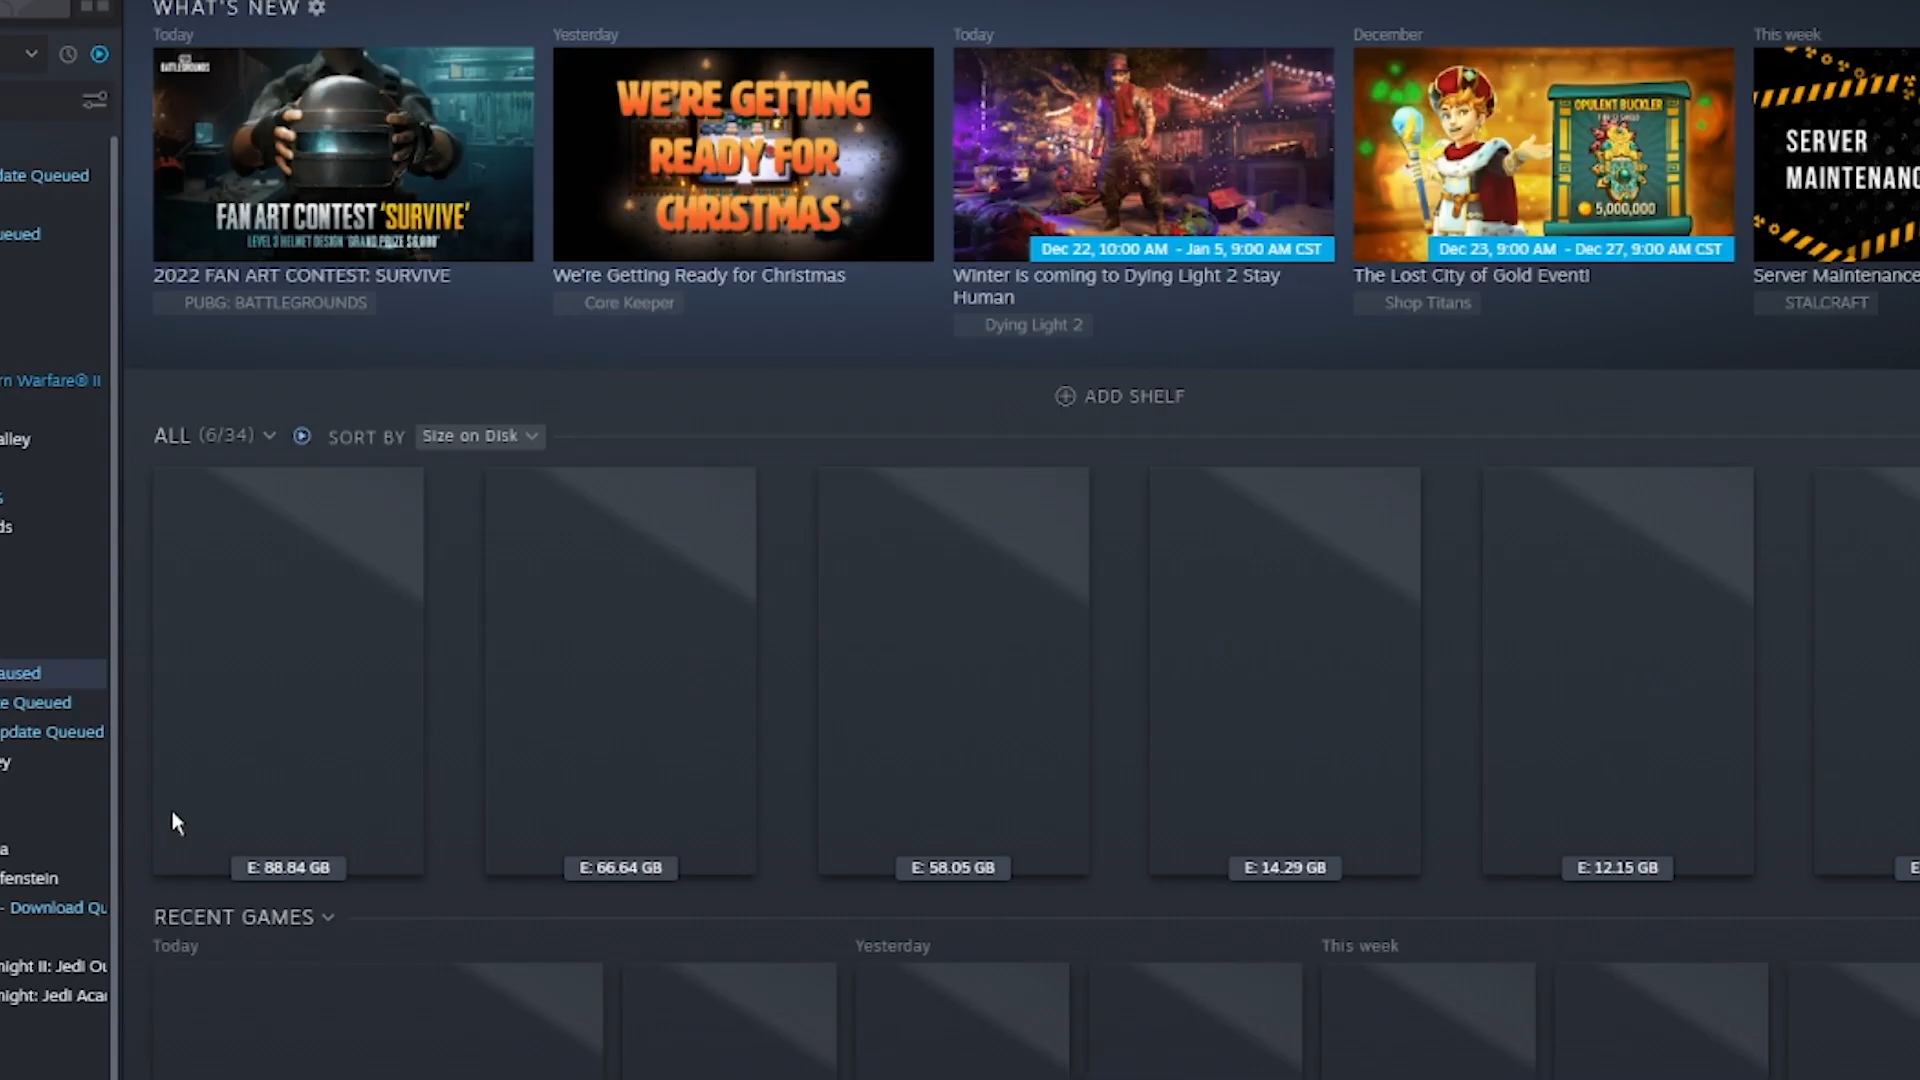 WHAT'S NEW
Today
Yesterday
Today
December
This week
BATTLEGROUNDS
FAN ART CONTEST 'SURVIVE'
LEVEL 3 HELMET DESIGN
WE'RE GETTING
READY FOR
CHRISTMAS
Dec 22, 10:00 AM - Jan 5, 9:00 AM CST
OPULENT BUCKLER
5,000,000
Dec 23, 9:00 AM - Dec 27, 9:00 AM CST
SERVER
MAINTENANC
2022 FAN ART CONTEST: SURVIVE
PUBG: BATTLEGROUNDS
We're Getting Ready for Christmas
Core Keeper
Winter is coming to Dying Light 2 Stay
Human
Dying Light 2
The Lost City of Gold Event!
Shop Titans
Server Maintenance
STALCRAFT
date Queued
ueued
rn Warfare® II
alley
%
ds
aused
e Queued
pdate Queued
ey
a
fenstein
- Download Qu
night II: Jedi Ou
night: Jedi Aca
ADD SHELF
ALL (6/34)
SORT BY
Size on Disk
E: 88.84 GB
E: 66.64 GB
E: 58.05 GB
E: 14.29 GB
E: 12.15 GB
E
RECENT GAMES
Today
Yesterday
This week